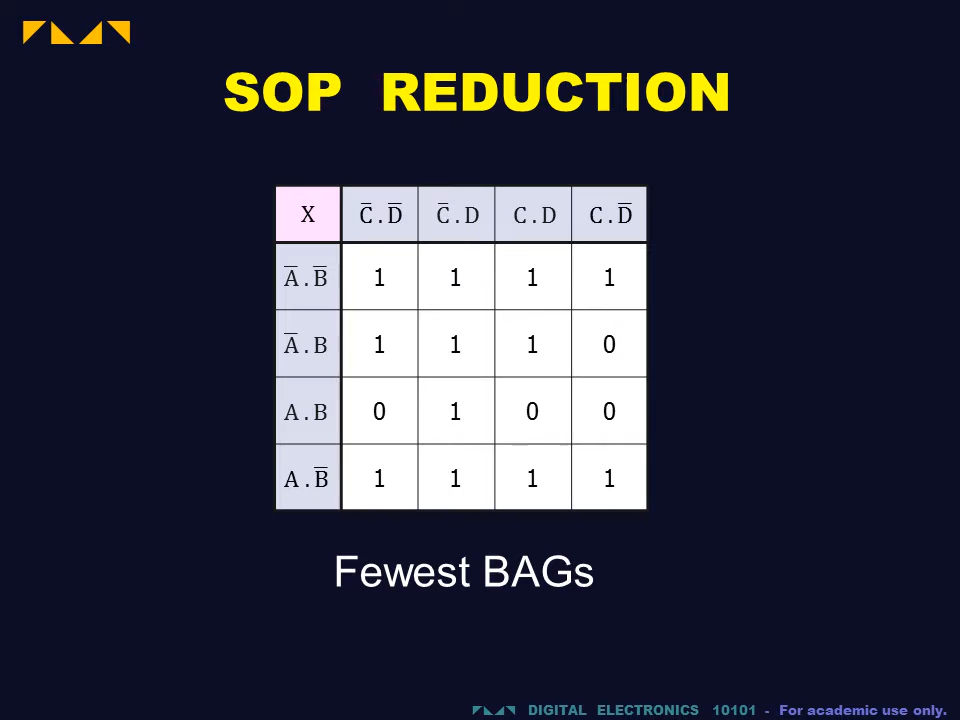 SOP REDUCTION
X C̅.D̅ C̅.D C.D C.D̅
A̅.B̅ 1 1 1 1
A̅.B 1 1 1 0
A.B 0 1 0 0
A.B̅ 1 1 1 1
Fewest BAGs
DIGITAL ELECTRONICS 10101 - For academic use only.